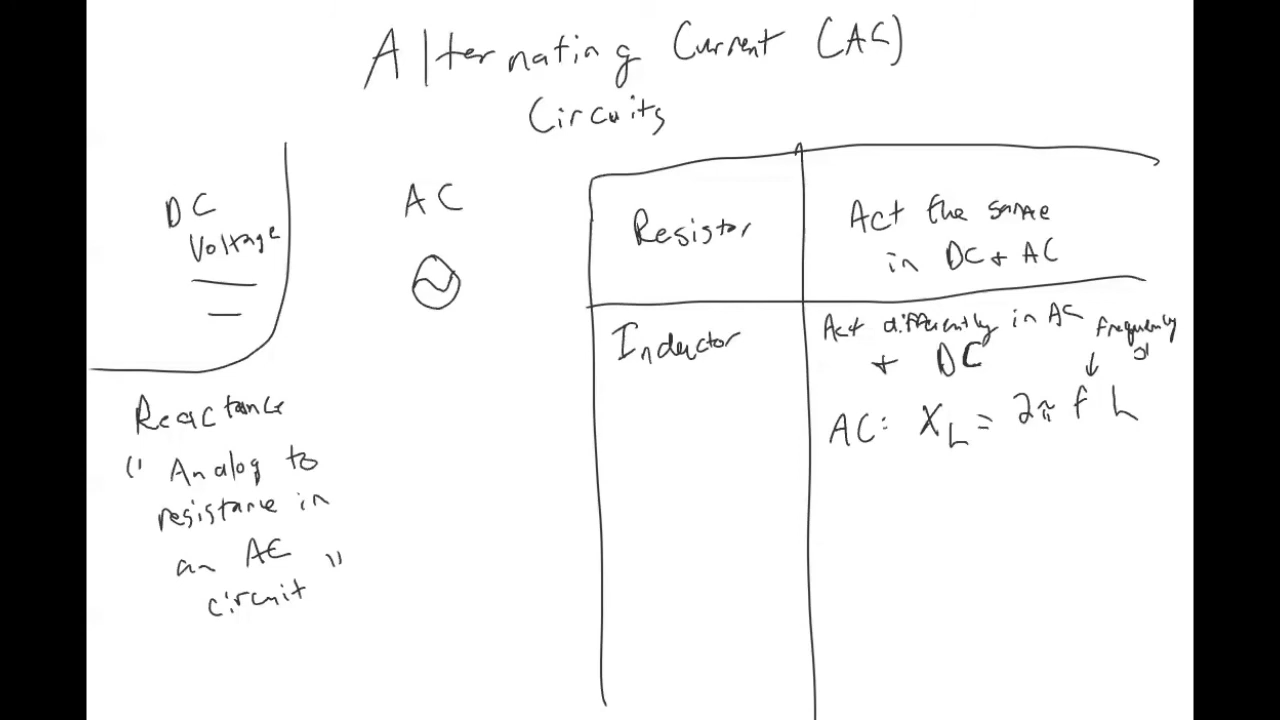 Alternating Current (AC)
Circuits
DC
Voltage
AC
Reactance
" Analog to
resistance in
an AC
circuit "
Resistor
Act the same
in DC + AC
Inductor
Act differently in AC
+ DC
frequency
AC: X_L = 2π f L